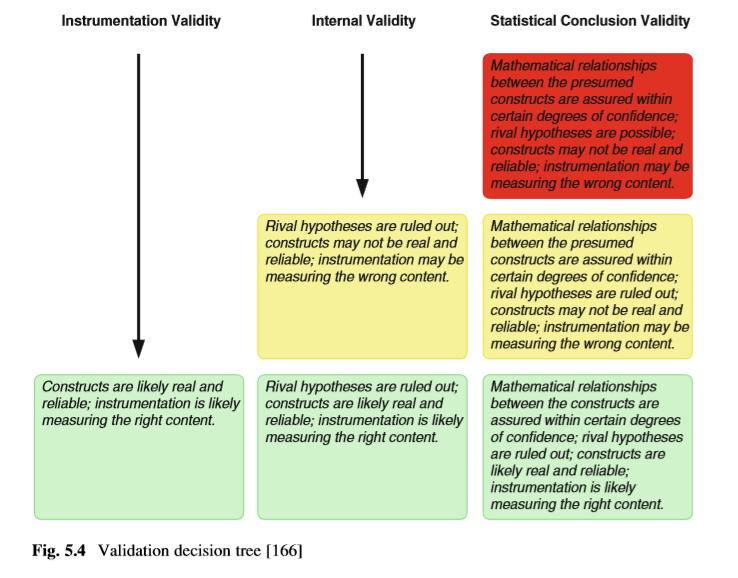 Instrumentation Validity
Internal Validity
Statistical Conclusion Validity
Mathematical relationships
between the presumed
constructs are assured within
certain degrees of confidence;
rival hypotheses are possible;
constructs may not be real and
reliable; instrumentation may be
measuring the wrong content.
Rival hypotheses are ruled out;
constructs may not be real and
reliable; instrumentation may be
measuring the wrong content.
Mathematical relationships
between the presumed
constructs are assured within
certain degrees of confidence;
rival hypotheses are ruled out;
constructs may not be real and
reliable; instrumentation may be
measuring the wrong content.
Constructs are likely real and
reliable; instrumentation is likely
measuring the right content.
Rival hypotheses are ruled out;
constructs are likely real and
reliable; instrumentation is likely
measuring the right content.
Mathematical relationships
between the constructs are
assured within certain degrees
of confidence; rival hypotheses
are ruled out; constructs are
likely real and reliable;
instrumentation is likely
measuring the right content.
Fig. 5.4 Validation decision tree [166]